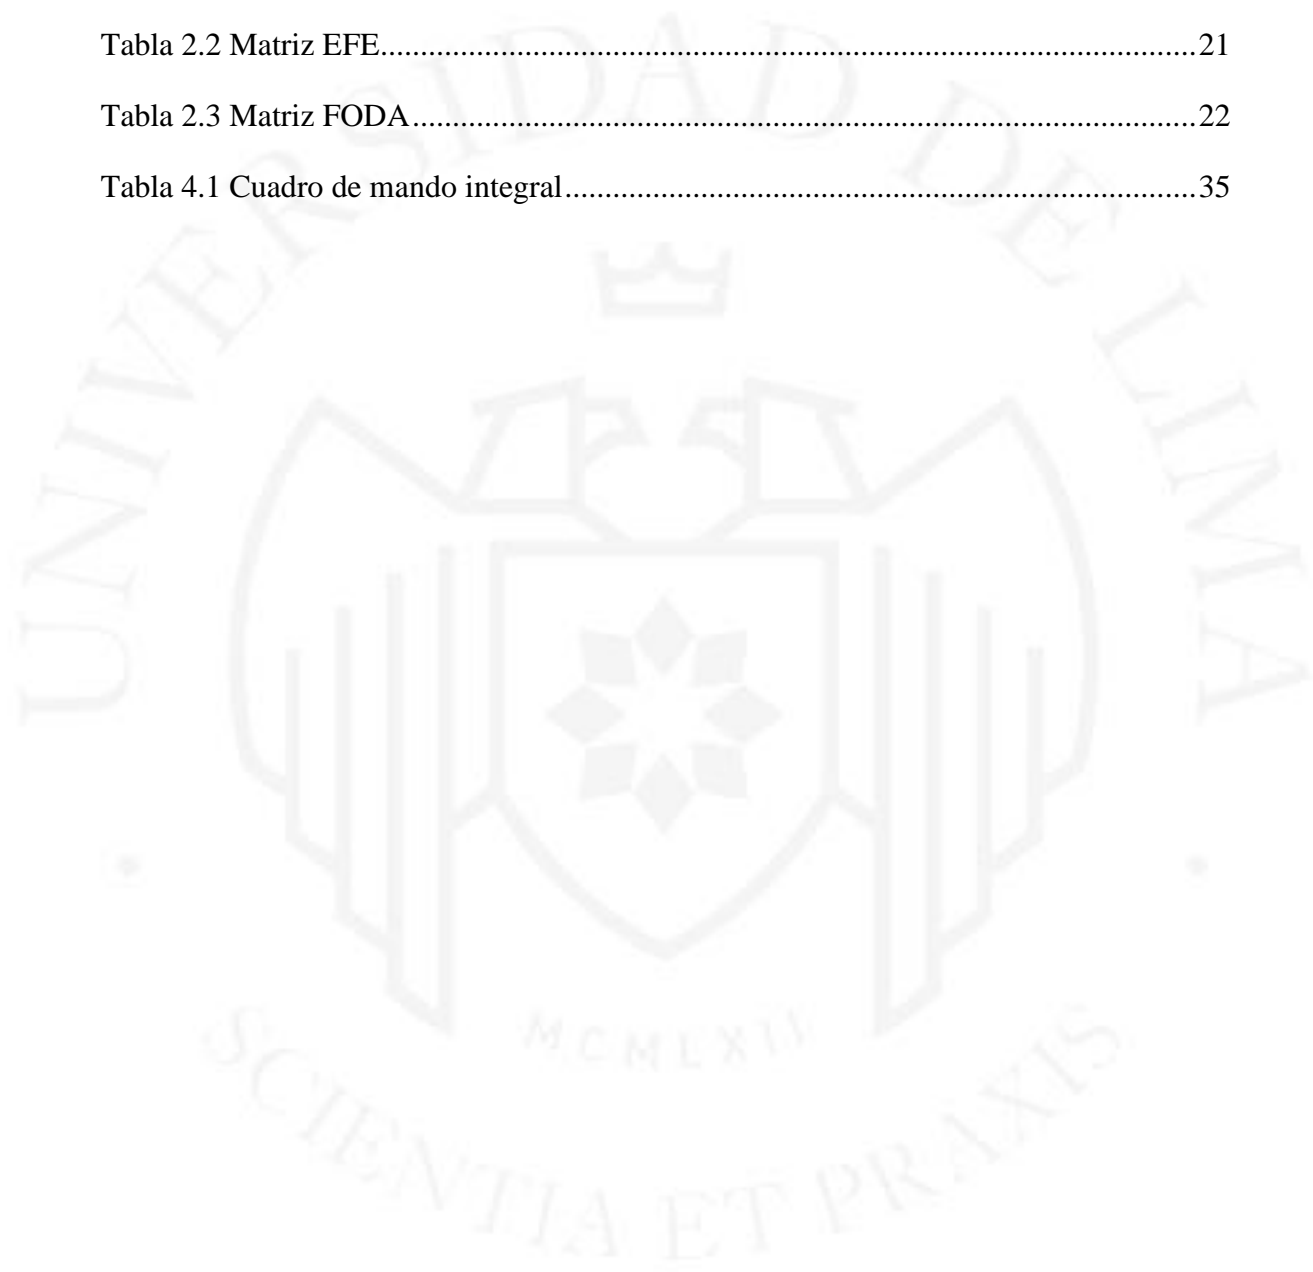 Tabla 2.2 Matriz EFE......................................................................................................21
Tabla 2.3 Matriz FODA..................................................................................................22
Tabla 4.1 Cuadro de mando integral...............................................................................35
UNIVERSIDAD DE LIMA
MCMLXII
SCIENTIA ET PRAXIS